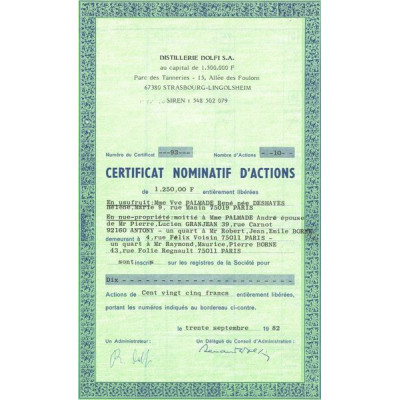 DISTILLERIE DOLFI S.A.
au capital de 1.300.000 F
Parc des Tanneries - 13, Allée des Foulons
67380 STRASBOURG-LINGOLSHEIM
SIREN : 348 302 079
Numéro du Certificat ---93--- Numéro d'Actions --10--
CERTIFICAT NOMINATIF D'ACTIONS
de 1.250,00 F entièrement libérées
En usufruit:Mme Vve PALMADE René née DESHAYES
Hélène,Marie 9, rue Manin 75019 PARIS
En nue-propriété:moitié à Mme PALMADE André épouse
de Mr Pierre,Lucien GRANJEAN 39,rue Carnot
92160 ANTONY - un quart à Mr Robert,Jean,Emile BORNE
demeurant à 4,rue Félix Voisin 75011 PARIS -
un quart à Mr Raymond,Maurice,Pierre BORNE
43,rue Folie Regnault 75011 PARIS
sont inscrits sur les registres de la Société pour
Dix
Actions de Cent vingt cinq francs entièrement libérées,
portant les numéros indiqués au bordereau ci-contre.
le trente septembre 1982
Un Administrateur: Un Délégué du Conseil d'Administration:
R Dolfi